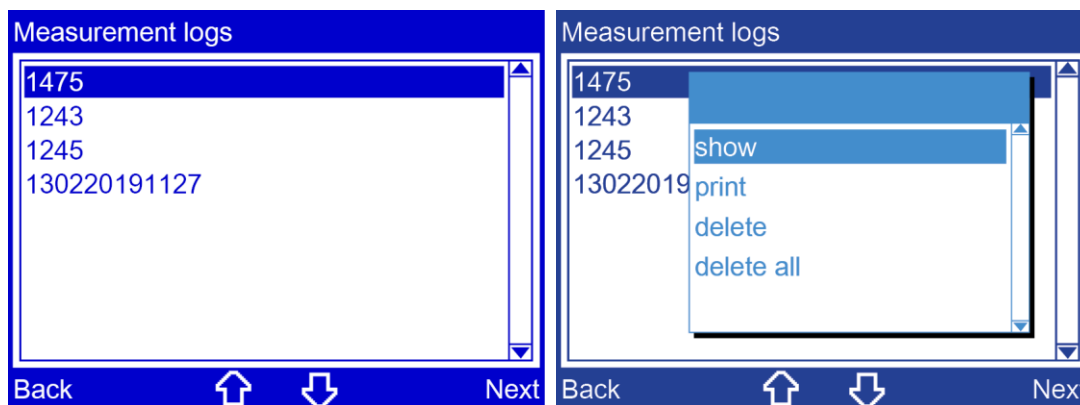 Measurement logs
1475
1243
1245
130220191127
Back Next
Measurement logs
1475
1243
1245
13022019
show
print
delete
delete all
Back Next